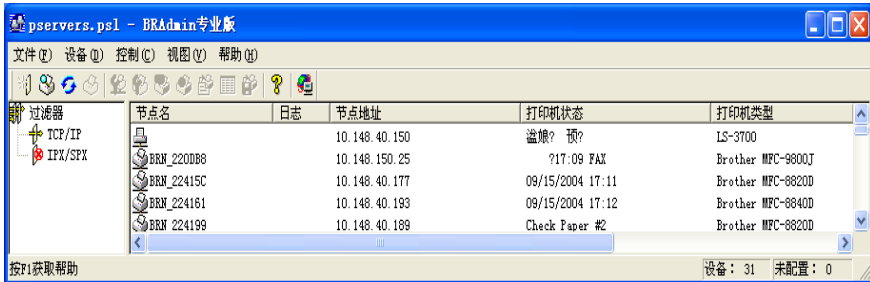 pservers.psl - BRAdmin专业版
文件(F) 设备(D) 控制(C) 视图(V) 帮助(H)
过滤器
TCP/IP
IPX/SPX
节点名 日志 节点地址 打印机状态 打印机类型
10.148.40.150 溢娘? 预? LS-3700
BRN_220DB8 10.148.150.25 ?17:09 FAX Brother MFC-9800J
BRN_22415C 10.148.40.177 09/15/2004 17:11 Brother MFC-8820D
BRN_224161 10.148.40.193 09/15/2004 17:12 Brother MFC-8840D
BRN_224199 10.148.40.189 Check Paper #2 Brother MFC-8820D
按F1获取帮助 设备: 31 未配置: 0